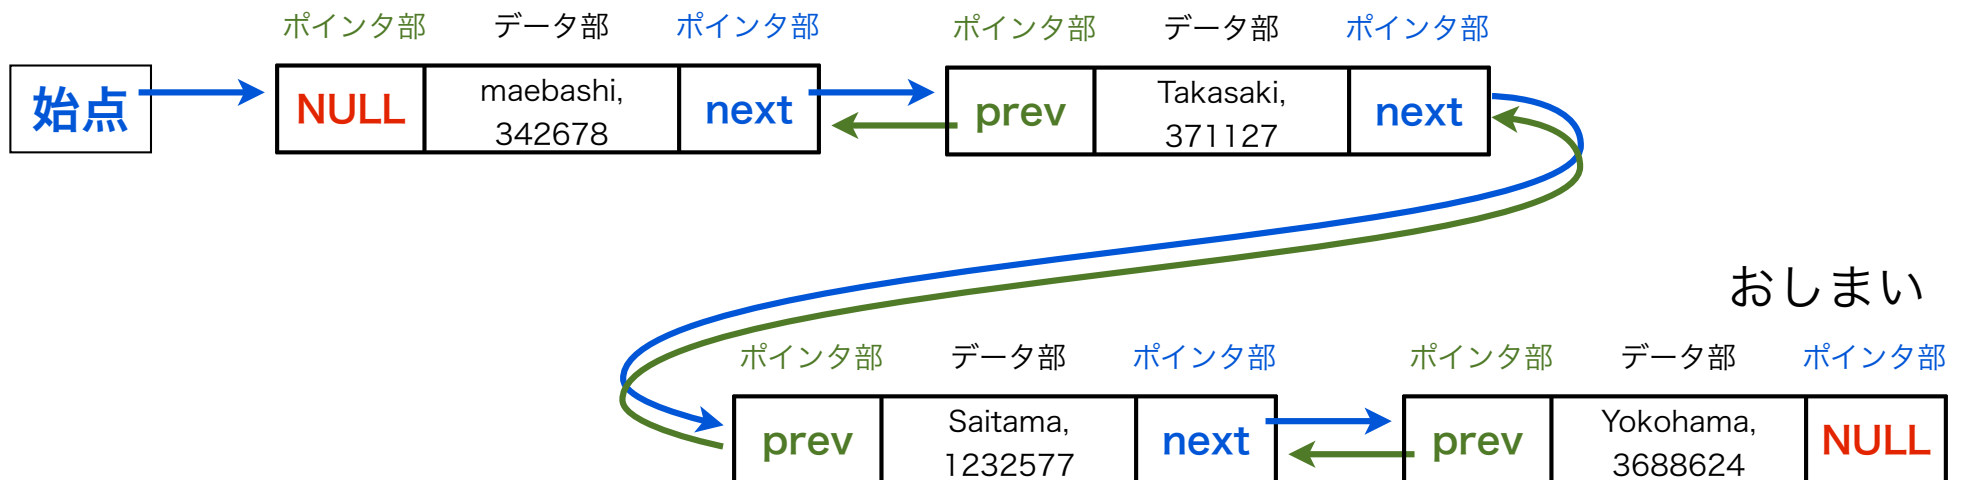 ポインタ部 データ部 ポインタ部 ポインタ部 データ部 ポインタ部
始点
NULL
maebashi,
342678
next
prev
Takasaki,
371127
next
おしまい
ポインタ部 データ部 ポインタ部 ポインタ部 データ部 ポインタ部
prev
Saitama,
1232577
next
prev
Yokohama,
3688624
NULL